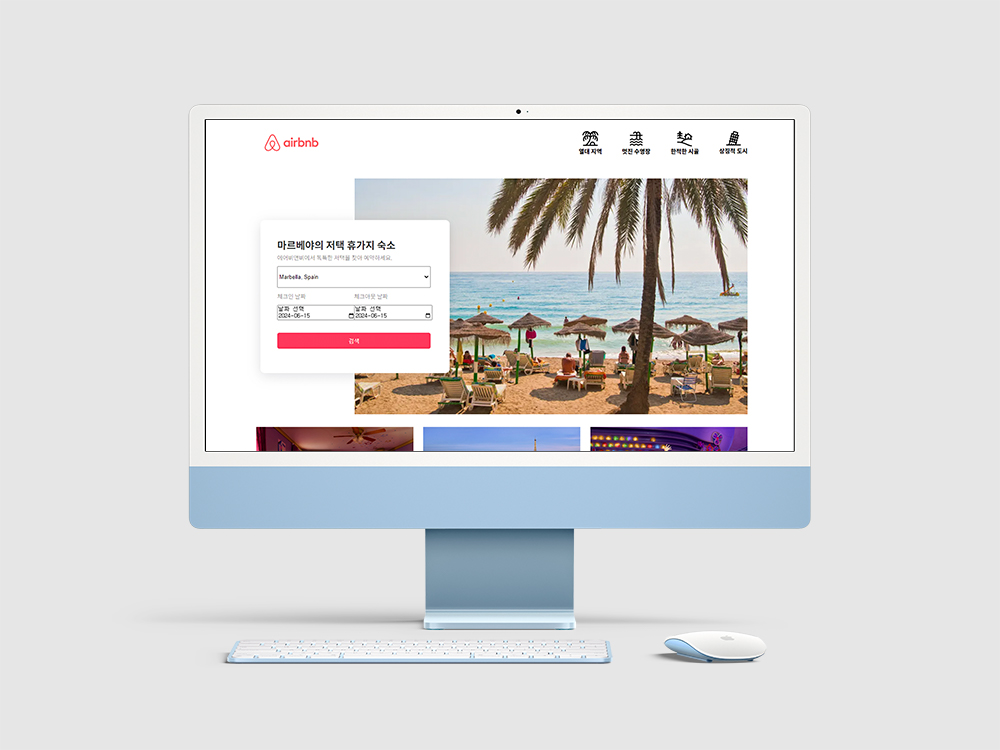 airbnb
열대 지역
멋진 수영장
한적한 시골
상징적 도시
마르베야의 저택 휴가지 숙소
에어비앤비에서 독특한 저택을 찾아 예약하세요.
Marbella, Spain
체크인 날짜 체크아웃 날짜
날짜 선택 날짜 선택
2024-06-15 2024-06-15
검색